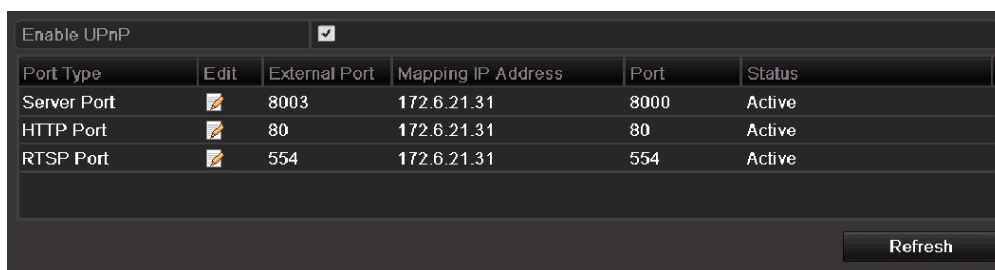 Enable UPnP
Port Type Edit External Port Mapping IP Address Port Status
Server Port 8003 172.6.21.31 8000 Active
HTTP Port 80 172.6.21.31 80 Active
RTSP Port 554 172.6.21.31 554 Active
Refresh